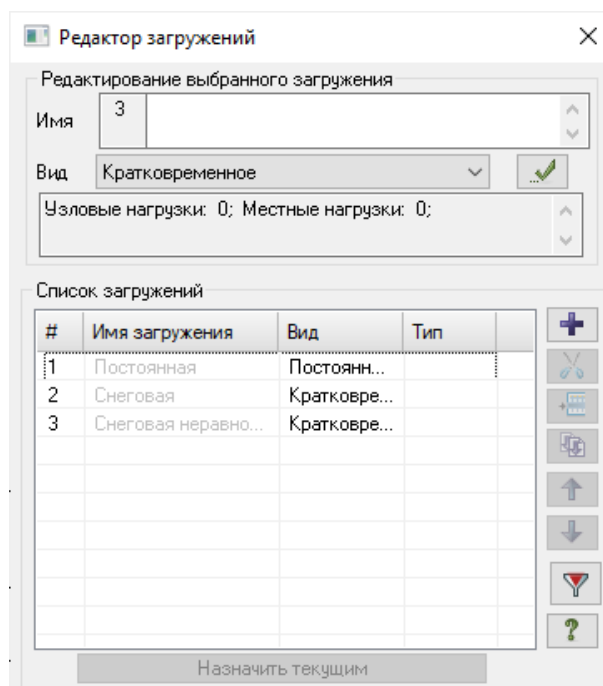 Редактор загружений
Редактирование выбранного загружения
Имя 3
Вид Кратковременное
Узловые нагрузки: 0; Местные нагрузки: 0;
Список загружений
# Имя загружения Вид Тип
1 Постоянная Постоянн...
2 Снеговая Кратковре...
3 Снеговая неравно... Кратковре...
Назначить текущим